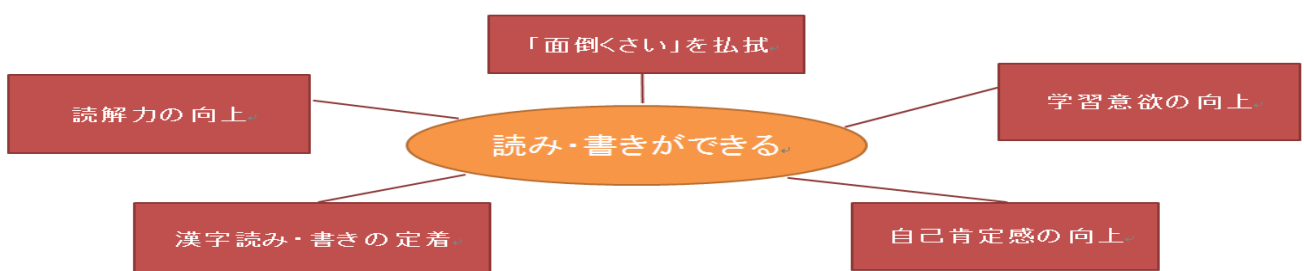 「面倒くさい」を払拭
読解力の向上
学習意欲の向上
読み・書きができる
漢字読み・書きの定着
自己肯定感の向上